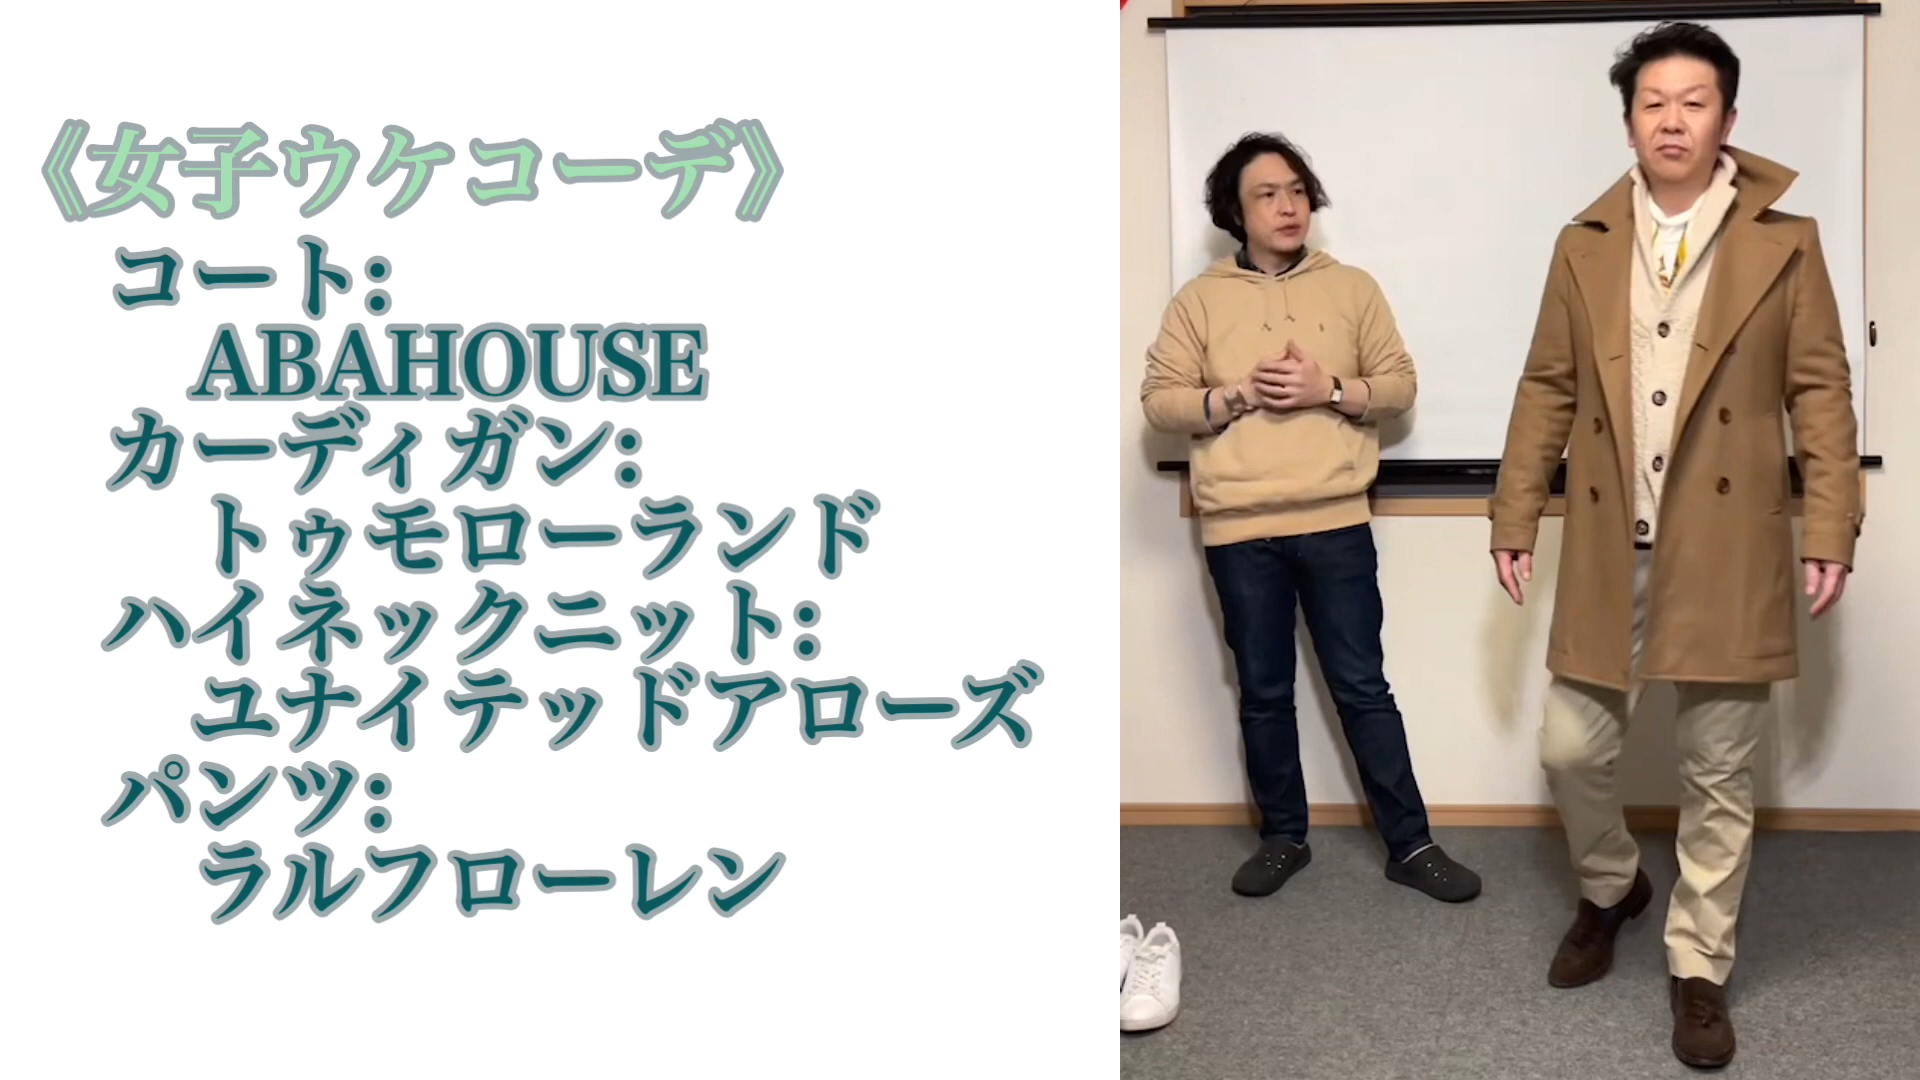 《女子ウケコーデ》
コート:
ABAHOUSE
カーディガン:
トゥモローランド
ハイネックニット:
ユナイテッドアローズ
パンツ:
ラルフローレン